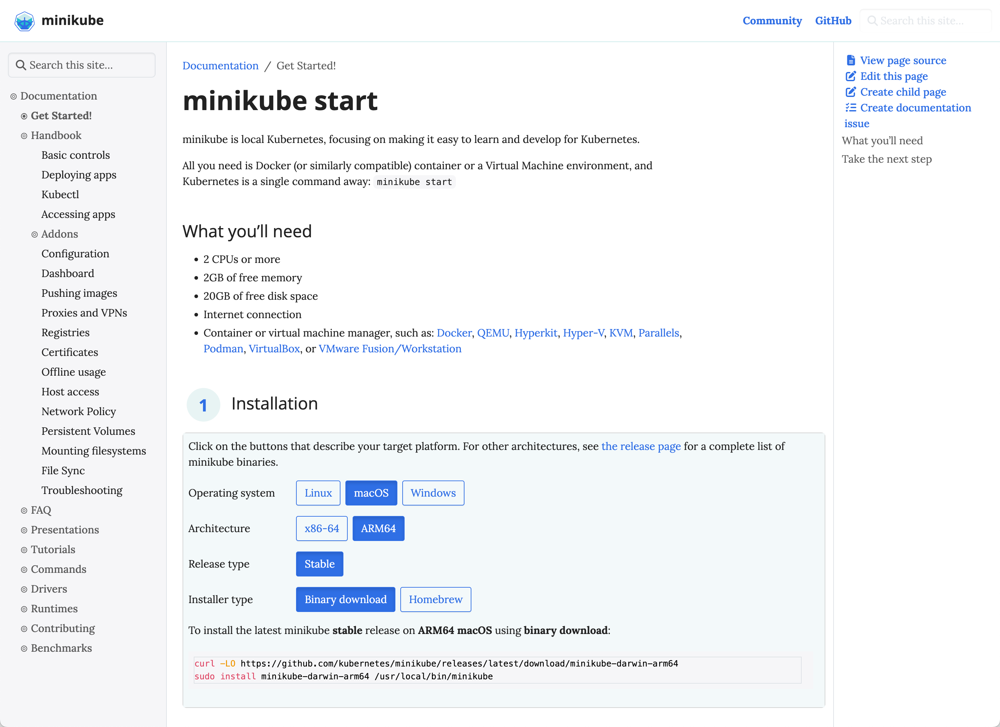 minikube
Community
GitHub
Search this site...
Search this site...
Documentation
Get Started!
Handbook
Basic controls
Deploying apps
Kubectl
Accessing apps
Addons
Configuration
Dashboard
Pushing images
Proxies and VPNs
Registries
Certificates
Offline usage
Host access
Network Policy
Persistent Volumes
Mounting filesystems
File Sync
Troubleshooting
FAQ
Presentations
Tutorials
Commands
Drivers
Runtimes
Contributing
Benchmarks
Documentation / Get Started!
minikube start
minikube is local Kubernetes, focusing on making it easy to learn and develop for Kubernetes.
All you need is Docker (or similarly compatible) container or a Virtual Machine environment, and
Kubernetes is a single command away: minikube start
What you’ll need
• 2 CPUs or more
• 2GB of free memory
• 20GB of free disk space
• Internet connection
• Container or virtual machine manager, such as: Docker, QEMU, Hyperkit, Hyper-V, KVM, Parallels,
Podman, VirtualBox, or VMware Fusion/Workstation
1 Installation
Click on the buttons that describe your target platform. For other architectures, see the release page for a complete list of
minikube binaries.
Operating system Linux macOS Windows
Architecture x86-64 ARM64
Release type Stable
Installer type Binary download Homebrew
To install the latest minikube stable release on ARM64 macOS using binary download:
curl -LO https://github.com/kubernetes/minikube/releases/latest/download/minikube-darwin-arm64
sudo install minikube-darwin-arm64 /usr/local/bin/minikube
View page source
Edit this page
Create child page
Create documentation
issue
What you’ll need
Take the next step